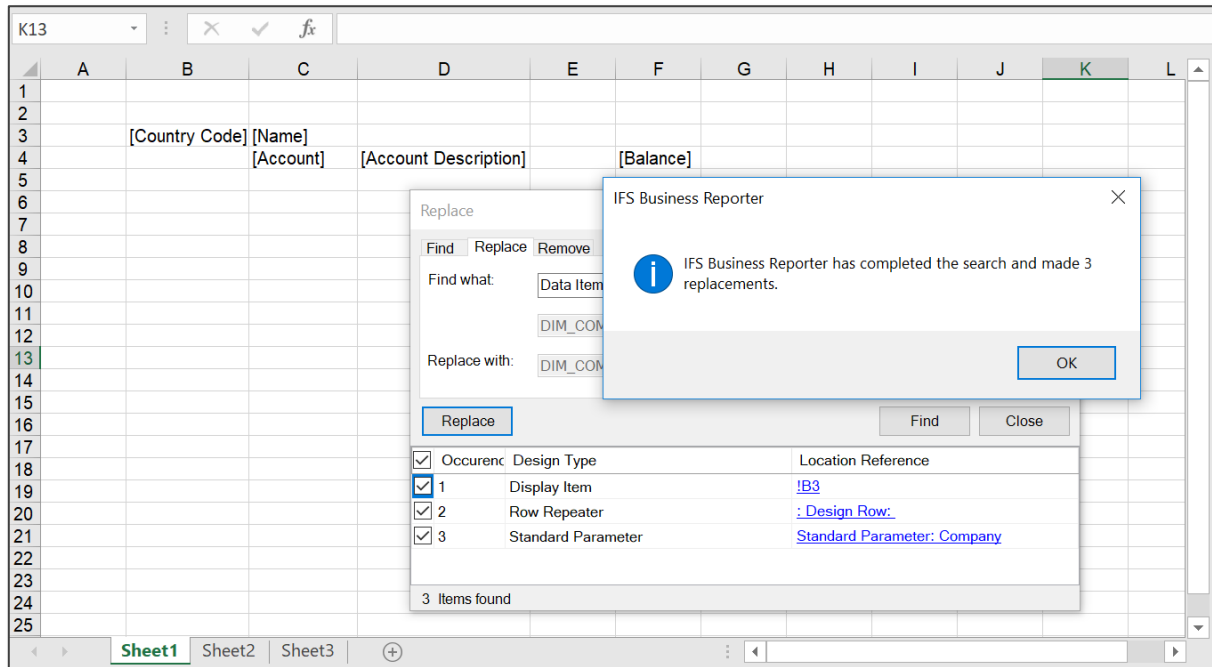 K13 fx
A B C D E F G H I J K L
1
2
3 [Country Code] [Name]
4 [Account] [Account Description] [Balance]
5
6
7
8
9
10
11
12
13
14
15
16
17
18
19
20
21
22
23
24
25
Replace
Find Replace Remove
Find what: Data Item
DIM_COM
Replace with: DIM_COM
IFS Business Reporter
IFS Business Reporter has completed the search and made 3
replacements.
OK
Replace Find Close
Occurenc Design Type Location Reference
1 Display Item !B3
2 Row Repeater : Design Row:
3 Standard Parameter Standard Parameter: Company
3 Items found
Sheet1 Sheet2 Sheet3